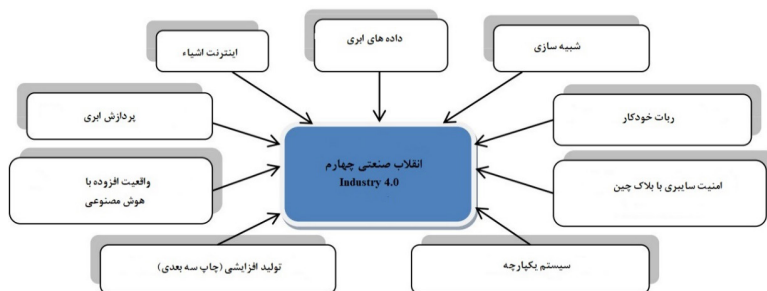 داده های ابری
شبیه سازی
اینترنت اشیاء
ربات خودکار
پردازش ابری
انقلاب صنعتی چهارم
Industry 4.0
امنیت سایبری با بلاک چین
واقعیت افزوده با
هوش مصنوعی
سیستم یکپارچه
تولید افزایشی (چاپ سه بعدی)